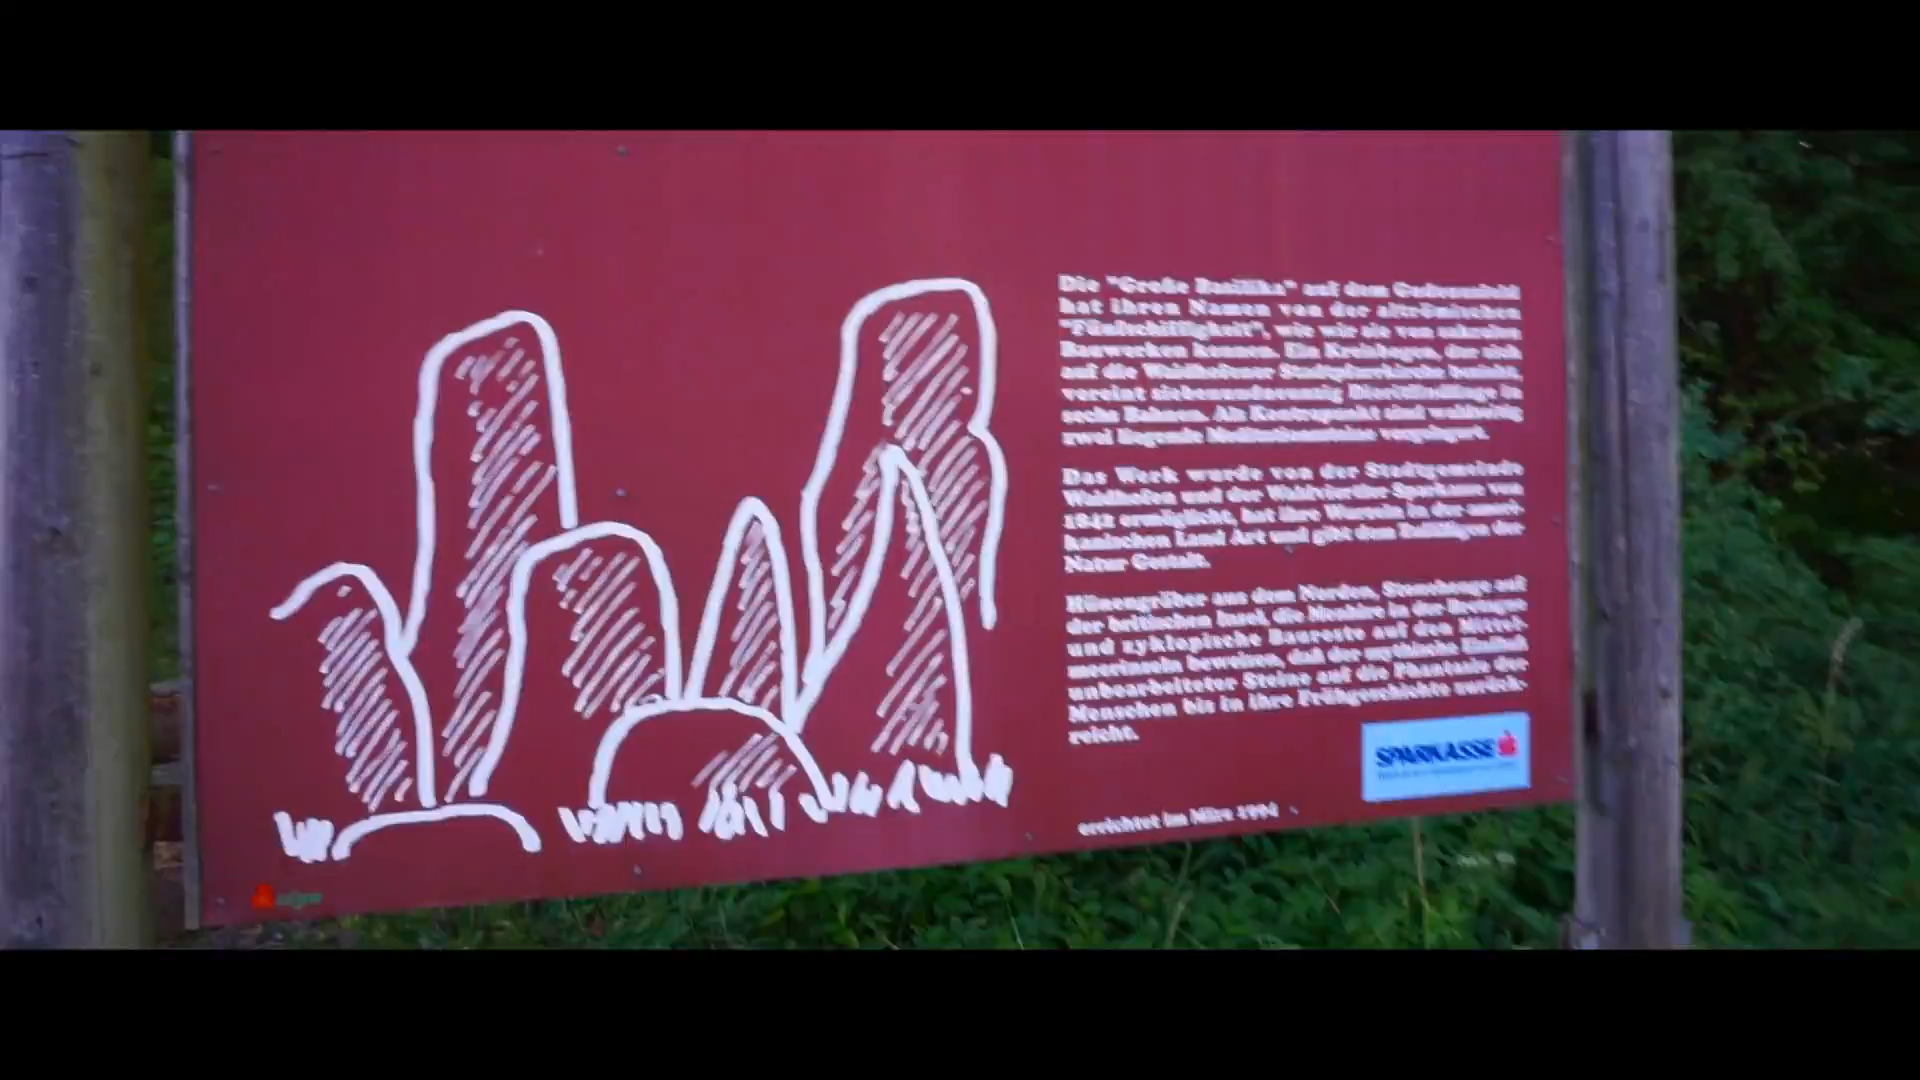 Die "Große Basilika" auf dem
hat ihren Namen von der altrömischen
"Fünfschiffigkeit", wie wir sie von sakralen
Bauwerken kennen. Ein Kreisbogen, der sich
auf die Waidhofener Stadtpfarrkirche bezieht,
vereint siebenundneunzig Dioritfindlinge in
sechs Bahnen. Als Kontrapunkt sind waldseitig
zwei liegende Meditationssteine vorgelagert.
Das Werk wurde von der Stadtgemeinde
Waidhofen und der Waldviertler Sparkasse von
1842 ermöglicht, hat ihre Wurzeln in der ameri-
kanischen Land Art und gibt dem Zufälligen der
Natur Gestalt.
Hünengräber aus dem Norden, Stonehenge auf
der britischen Insel, die Menhire in der Bretagne
und zyklopische Baureste auf den Mittel-
meerinseln beweisen, daß der mythische
unbearbeiteter Steine auf die Phantasie der
Menschen bis in ihre Frühgeschichte zurück-
reicht.
SPARKASSE
errichtet im März 1994